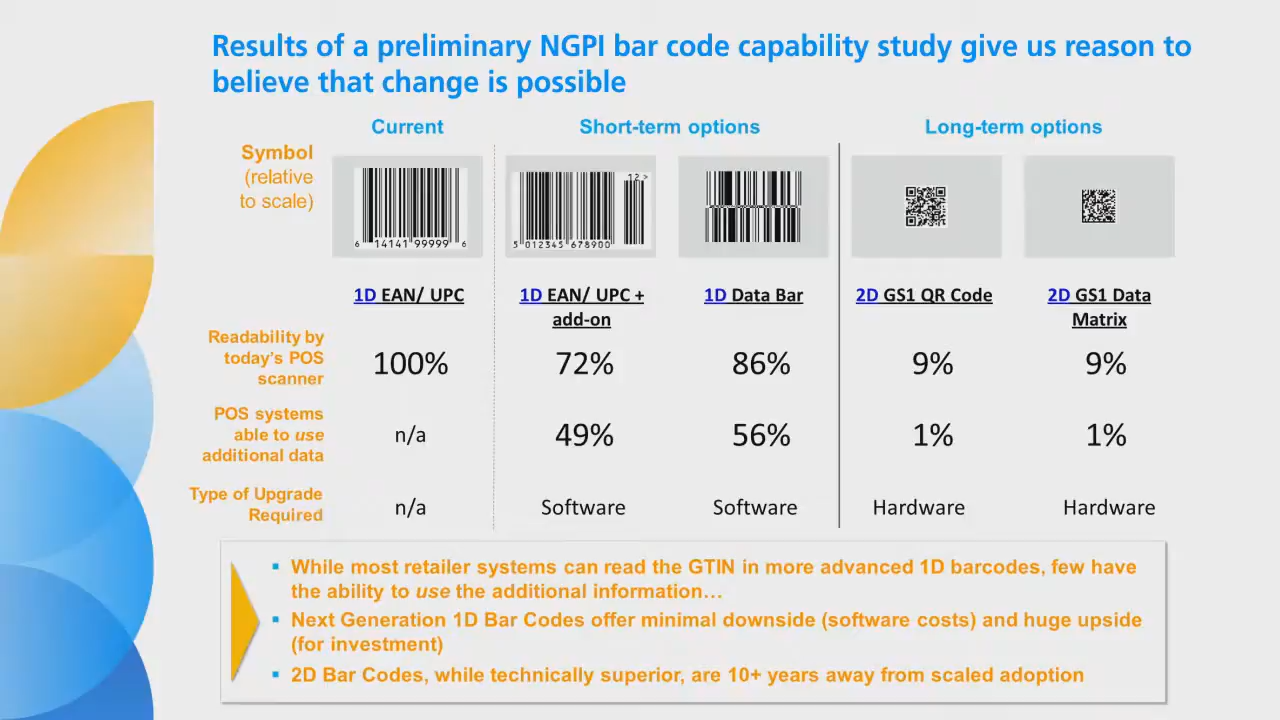 Results of a preliminary NGPI bar code capability study give us reason to
believe that change is possible
Current
Short-term options
Long-term options
Symbol
(relative
to scale)
6 14141 99999 6
5 012345 678900
12 >
1D EAN/ UPC
1D EAN/ UPC +
add-on
1D Data Bar
2D GS1 QR Code
2D GS1 Data
Matrix
Readability by
today's POS
scanner
100%
72%
86%
9%
9%
POS systems
able to use
additional data
n/a
49%
56%
1%
1%
Type of Upgrade
Required
n/a
Software
Software
Hardware
Hardware
▪ While most retailer systems can read the GTIN in more advanced 1D barcodes, few have
the ability to use the additional information…
▪ Next Generation 1D Bar Codes offer minimal downside (software costs) and huge upside
(for investment)
▪ 2D Bar Codes, while technically superior, are 10+ years away from scaled adoption